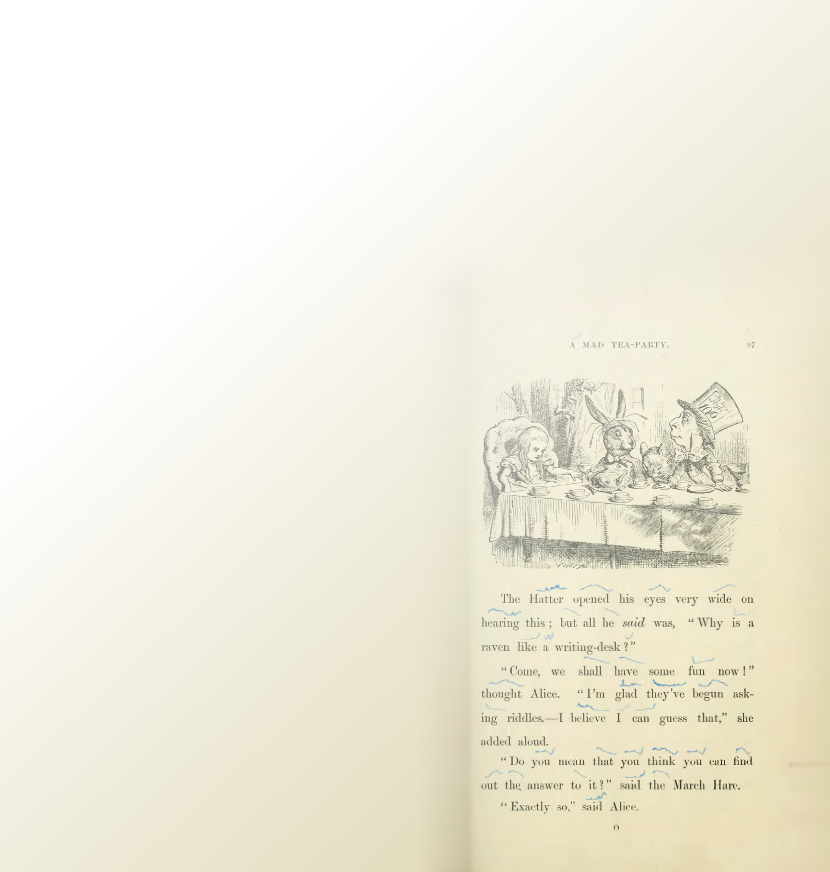 A MAD TEA-PARTY. 97
The Hatter opened his eyes very wide on
hearing this; but all he said was, “Why is a
raven like a writing-desk?”
“Come, we shall have some fun now!”
thought Alice. “I'm glad they've begun ask-
ing riddles.—I believe I can guess that,” she
added aloud.
“Do you mean that you think you can find
out the answer to it?” said the March Hare.
“Exactly so,” said Alice.
O